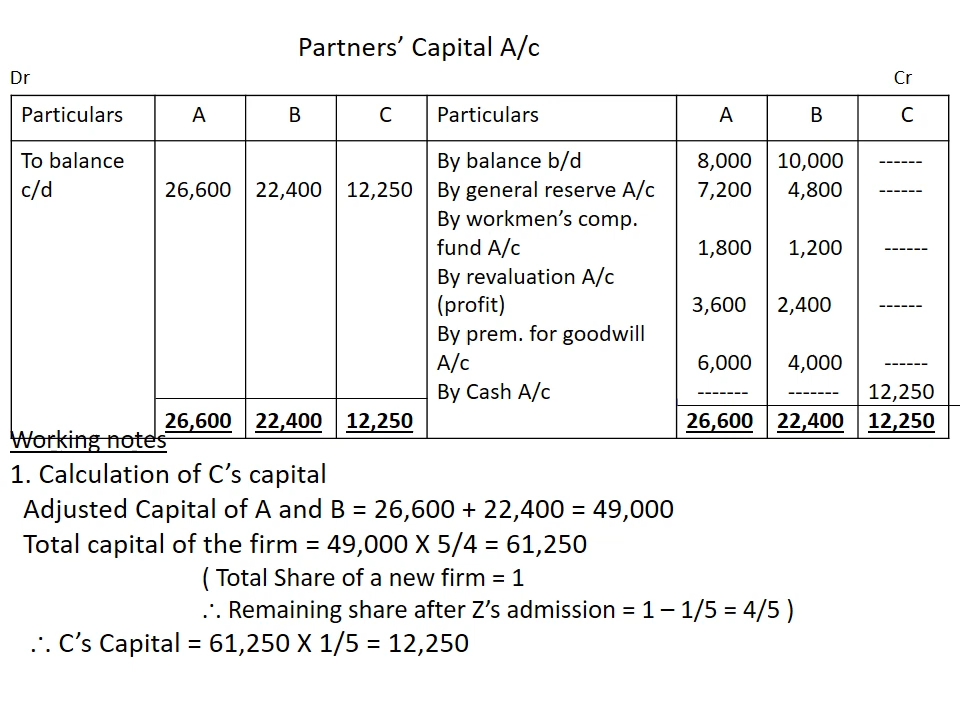 Partners’ Capital A/c
Dr Cr
Particulars A B C Particulars A B C
To balance By balance b/d 8,000 10,000 ------
c/d 26,600 22,400 12,250 By general reserve A/c 7,200 4,800 ------
By workmen’s comp.
fund A/c 1,800 1,200 ------
By revaluation A/c
(profit) 3,600 2,400 ------
By prem. for goodwill
A/c 6,000 4,000 ------
By Cash A/c ------- ------- 12,250
26,600 22,400 12,250 26,600 22,400 12,250
Working notes
1. Calculation of C’s capital
Adjusted Capital of A and B = 26,600 + 22,400 = 49,000
Total capital of the firm = 49,000 X 5/4 = 61,250
( Total Share of a new firm = 1
∴ Remaining share after Z’s admission = 1 – 1/5 = 4/5 )
∴ C’s Capital = 61,250 X 1/5 = 12,250